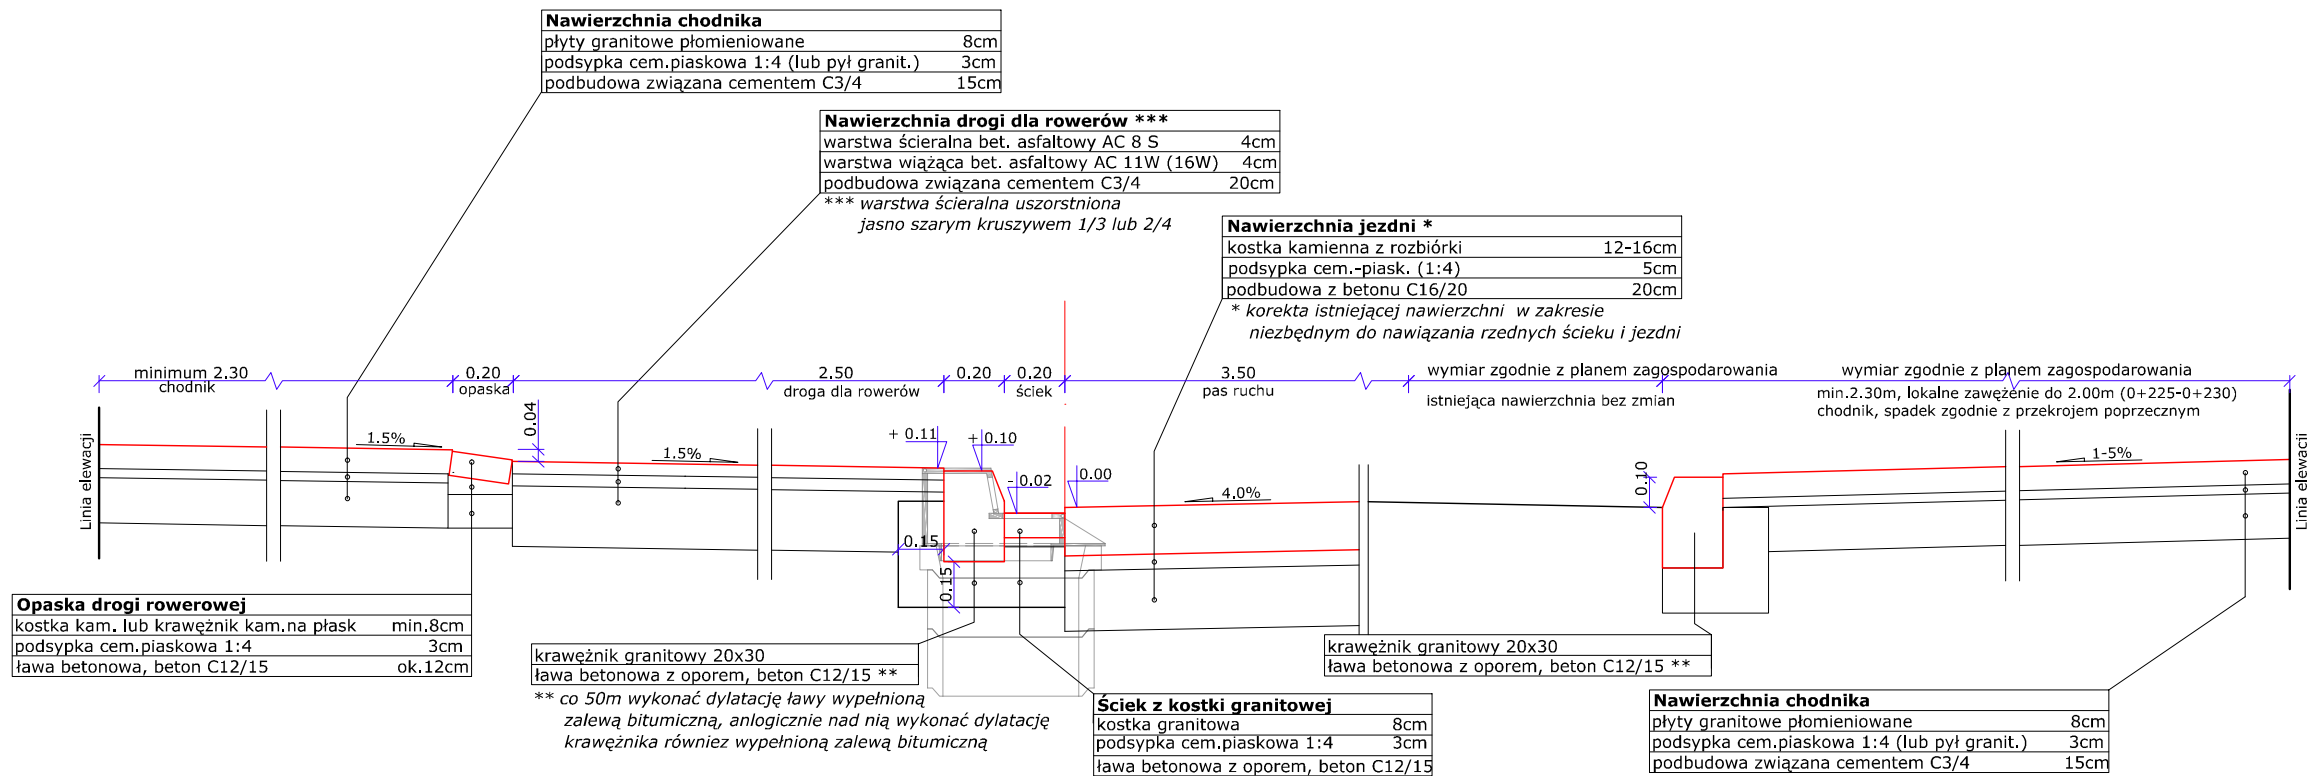 Nawierzchnia chodnika
płyty granitowe płomieniowane 8cm
podsypka cem.piaskowa 1:4 (lub pył granit.) 3cm
podbudowa związana cementem C3/4 15cm
Nawierzchnia drogi dla rowerów ***
warstwa ścieralna bet. asfaltowy AC 8 S 4cm
warstwa wiążąca bet. asfaltowy AC 11W (16W) 4cm
podbudowa związana cementem C3/4 20cm
*** warstwa ścieralna uszorstniona
jasno szarym kruszywem 1/3 lub 2/4
Nawierzchnia jezdni *
kostka kamienna z rozbiórki 12-16cm
podsypka cem.-piask. (1:4) 5cm
podbudowa z betonu C16/20 20cm
* korekta istniejącej nawierzchni w zakresie
niezbędnym do nawiązania rzednych ścieku i jezdni
minimum 2.30
chodnik
0.20
opaska
2.50
droga dla rowerów
0.20
0.20
ściek
3.50
pas ruchu
wymiar zgodnie z planem zagospodarowania
istniejąca nawierzchnia bez zmian
wymiar zgodnie z planem zagospodarowania
min.2.30m, lokalne zawężenie do 2.00m (0+225-0+230)
chodnik, spadek zgodnie z przekrojem poprzecznym
Linia elewacji
1.5%
0.04
1.5%
+ 0.11
+ 0.10
- 0.02
0.00
4.0%
0.10
1-5%
Linia elewacji
0.15
0.15
Opaska drogi rowerowej
kostka kam. lub krawężnik kam.na płask min.8cm
podsypka cem.piaskowa 1:4 3cm
ława betonowa, beton C12/15 ok.12cm
krawężnik granitowy 20x30
ława betonowa z oporem, beton C12/15 **
** co 50m wykonać dylatację ławy wypełnioną
zalewą bitumiczną, anlogicznie nad nią wykonać dylatację
krawężnika równiez wypełnioną zalewą bitumiczną
Ściek z kostki granitowej
kostka granitowa 8cm
podsypka cem.piaskowa 1:4 3cm
ława betonowa z oporem, beton C12/15
krawężnik granitowy 20x30
ława betonowa z oporem, beton C12/15 **
Nawierzchnia chodnika
płyty granitowe płomieniowane 8cm
podsypka cem.piaskowa 1:4 (lub pył granit.) 3cm
podbudowa związana cementem C3/4 15cm